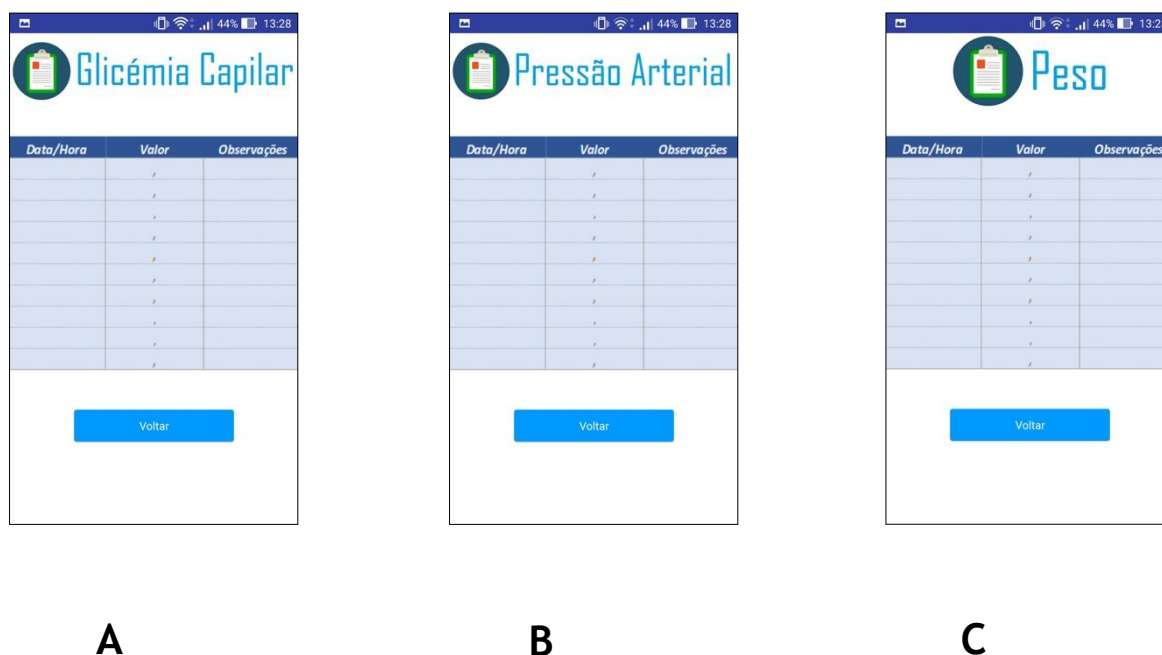 44% 13:28
Glicémia Capilar
Data/Hora Valor Observações
,
,
,
,
,
,
,
,
,
,
Voltar
A
44% 13:28
Pressão Arterial
Data/Hora Valor Observações
,
,
,
,
,
,
,
,
,
,
Voltar
B
44% 13:28
Peso
Data/Hora Valor Observações
,
,
,
,
,
,
,
,
,
,
Voltar
C